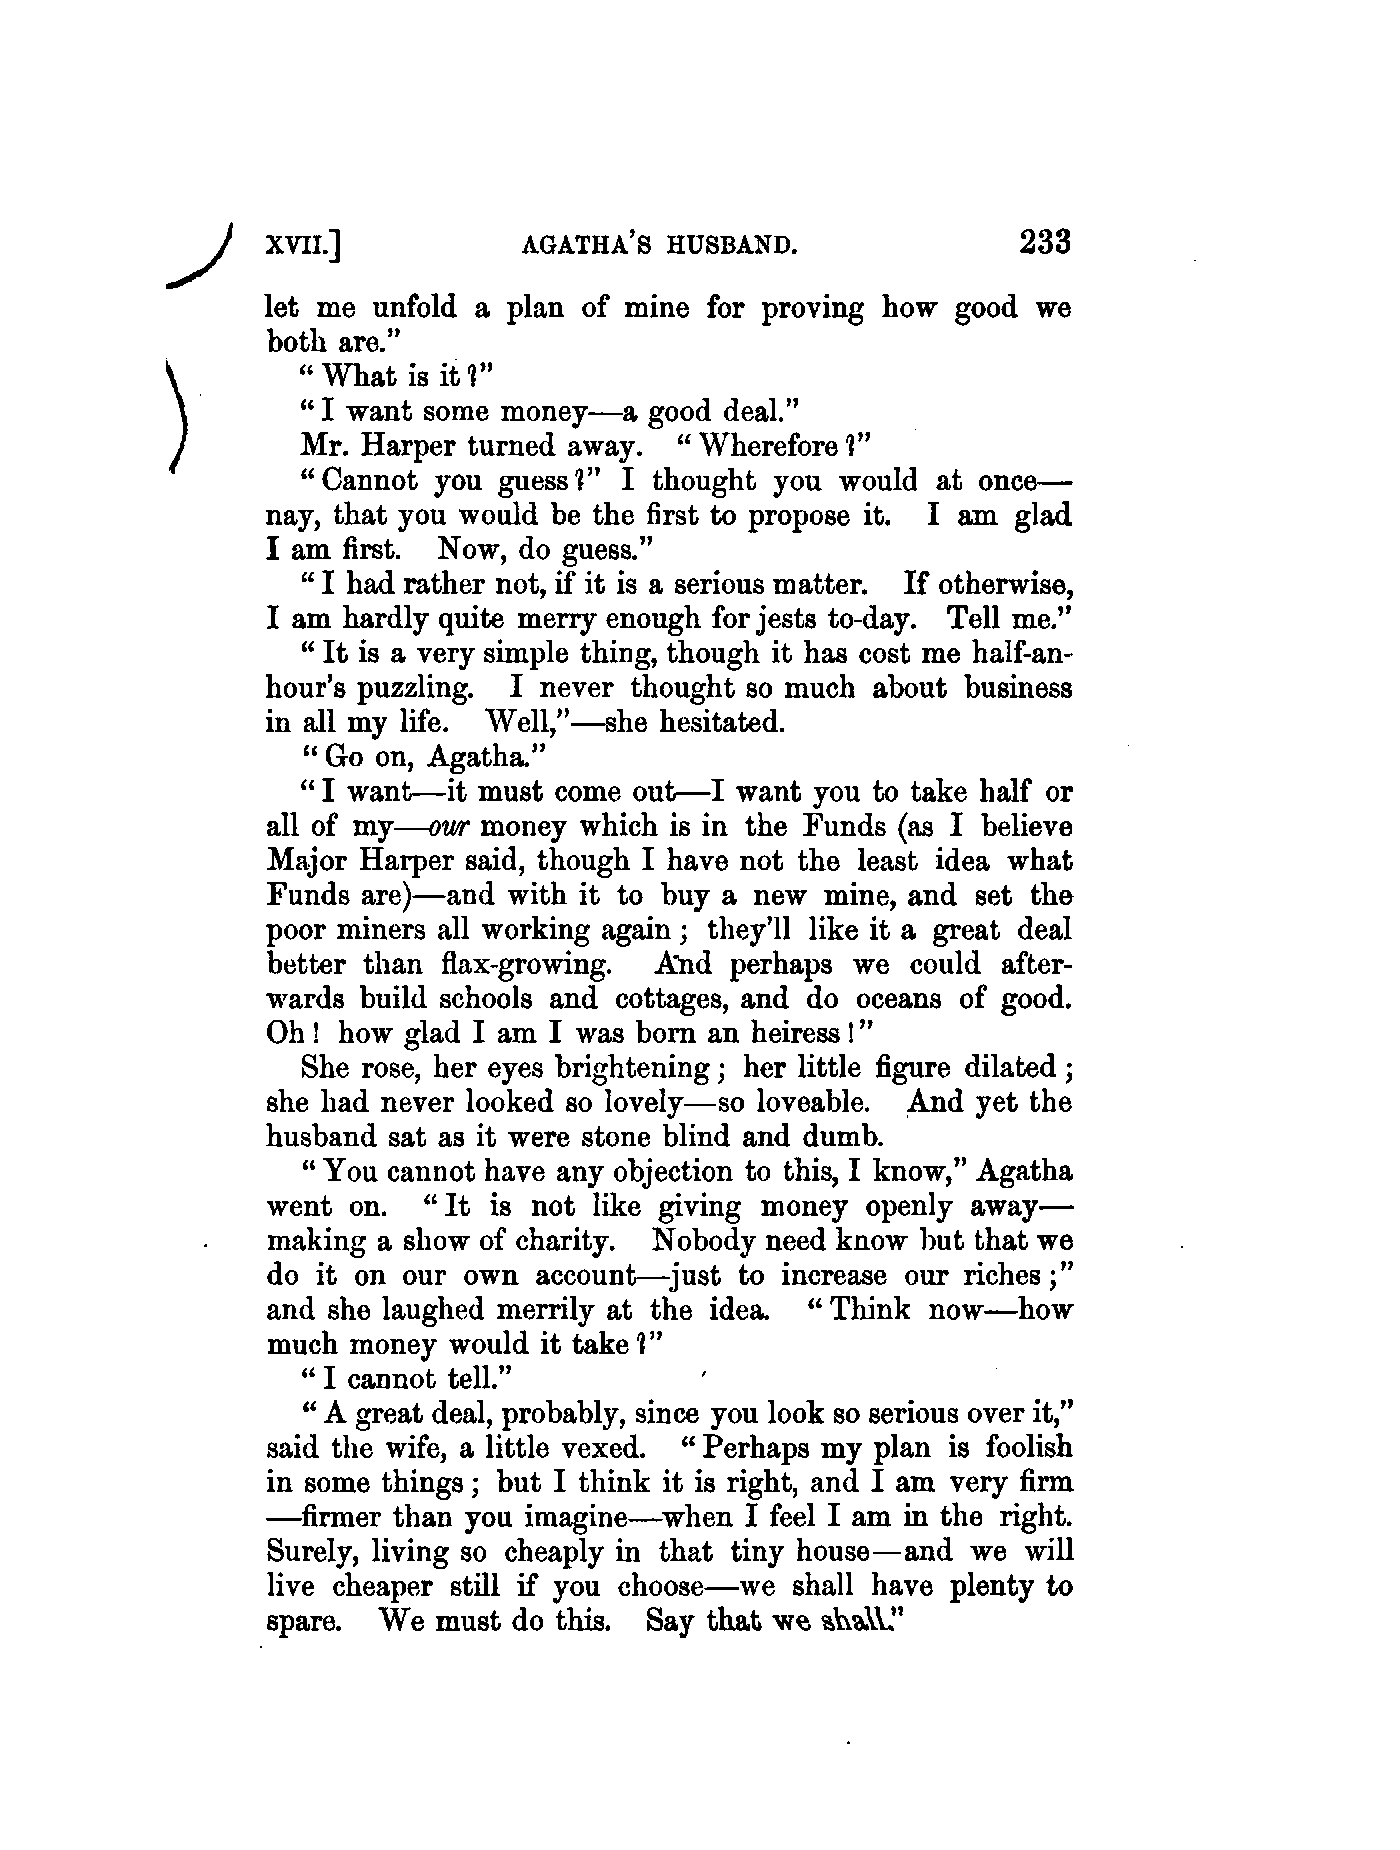 XVII.] AGATHA'S HUSBAND. 233
let me unfold a plan of mine for proving how good we
both are."
"What is it?"
"I want some money—a good deal."
Mr. Harper turned away. "Wherefore?"
"Cannot you guess?" I thought you would at once—
nay, that you would be the first to propose it. I am glad
I am first. Now, do guess."
"I had rather not, if it is a serious matter. If otherwise,
I am hardly quite merry enough for jests to-day. Tell me."
"It is a very simple thing, though it has cost me half-an-
hour's puzzling. I never thought so much about business
in all my life. Well,"—she hesitated.
"Go on, Agatha."
"I want—it must come out—I want you to take half or
all of my—our money which is in the Funds (as I believe
Major Harper said, though I have not the least idea what
Funds are)—and with it to buy a new mine, and set the
poor miners all working again; they'll like it a great deal
better than flax-growing. And perhaps we could after-
wards build schools and cottages, and do oceans of good.
Oh! how glad I am I was born an heiress!"
She rose, her eyes brightening; her little figure dilated;
she had never looked so lovely—so loveable. And yet the
husband sat as it were stone blind and dumb.
"You cannot have any objection to this, I know," Agatha
went on. "It is not like giving money openly away—
making a show of charity. Nobody need know but that we
do it on our own account—just to increase our riches;"
and she laughed merrily at the idea. "Think now—how
much money would it take?"
"I cannot tell."
"A great deal, probably, since you look so serious over it,"
said the wife, a little vexed. "Perhaps my plan is foolish
in some things; but I think it is right, and I am very firm
—firmer than you imagine—when I feel I am in the right.
Surely, living so cheaply in that tiny house—and we will
live cheaper still if you choose—we shall have plenty to
spare. We must do this. Say that we shall."